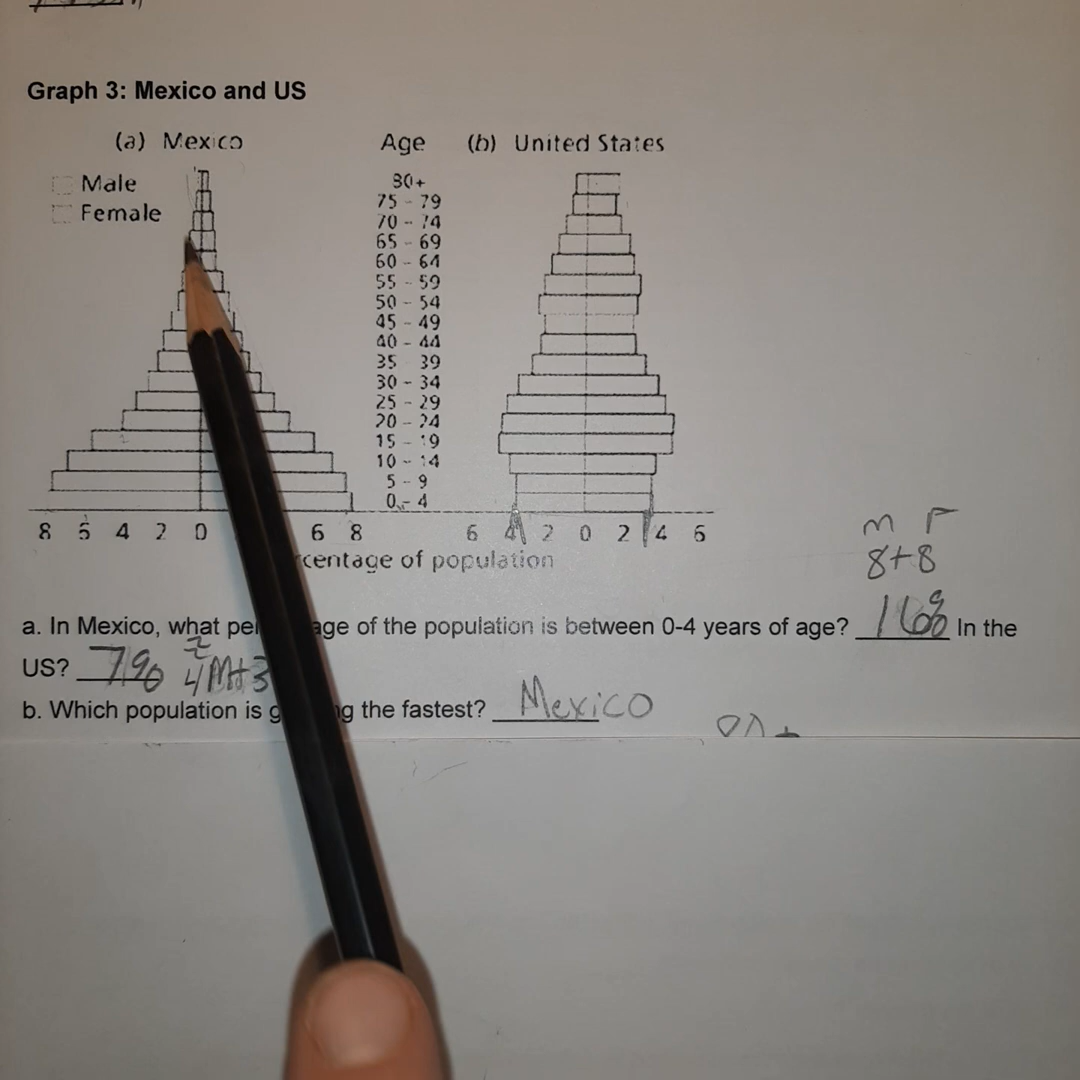 Graph 3: Mexico and US
(a) Mexico Age (b) United States
Male
Female
80+
75 - 79
70 - 74
65 - 69
60 - 64
55 - 59
50 - 54
45 - 49
40 - 44
35 39
30 - 34
25 - 29
20 - 24
15 - 19
10 - 14
5 - 9
0 - 4
8 6 4 2 0 6 8 6 4 2 0 2 4 6
centage of population
M F
8+8
a. In Mexico, what pe age of the population is between 0-4 years of age? 16% In the
US? 7% 4M+3
b. Which population is g ng the fastest? Mexico